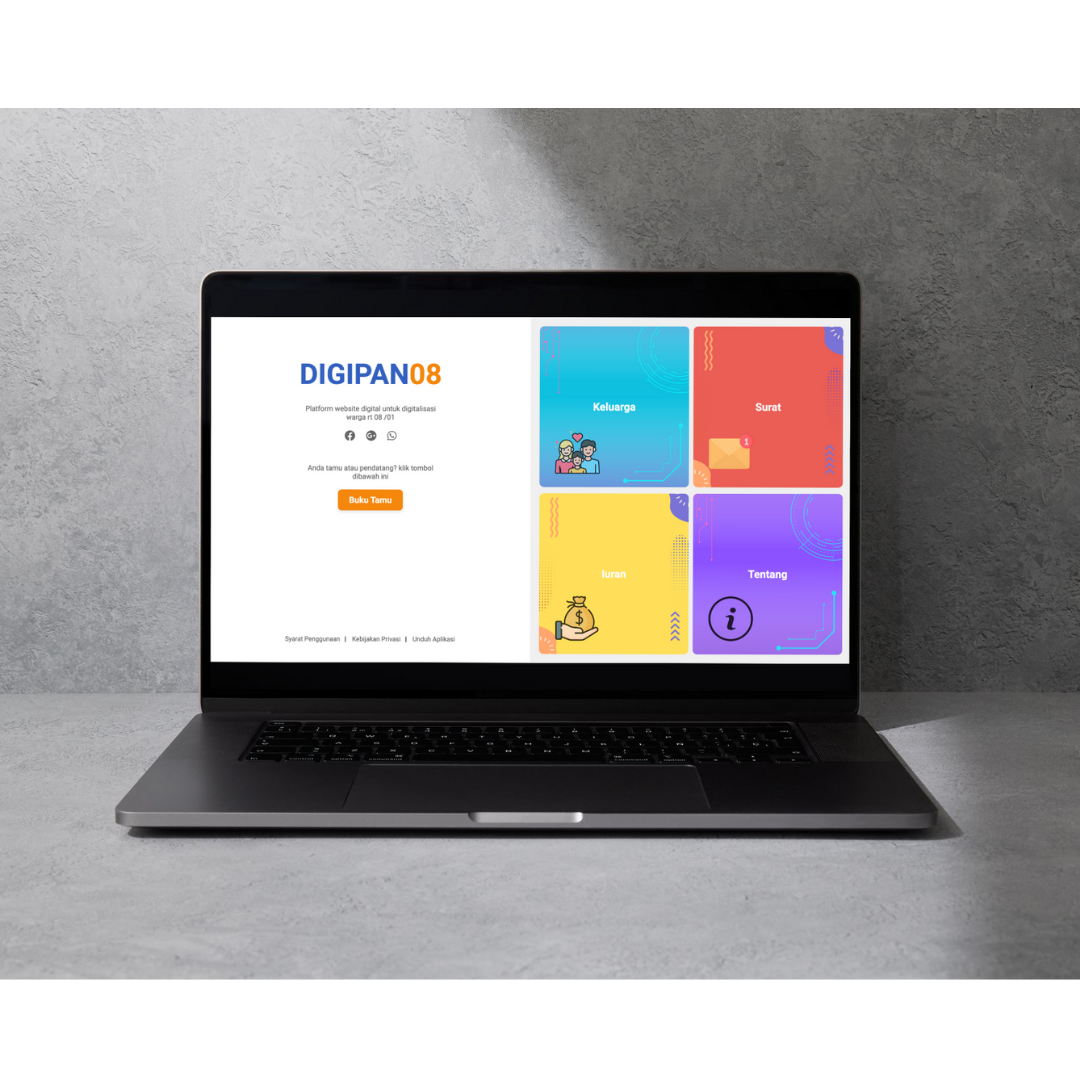 DIGIPAN08
Platform website digital untuk digitalisasi
warga rt 08 /01
Anda tamu atau pendatang? klik tombol
dibawah ini
Buku Tamu
Syarat Penggunaan | Kebijakan Privasi | Unduh Aplikasi
Keluarga
Surat
1
Iuran
Tentang